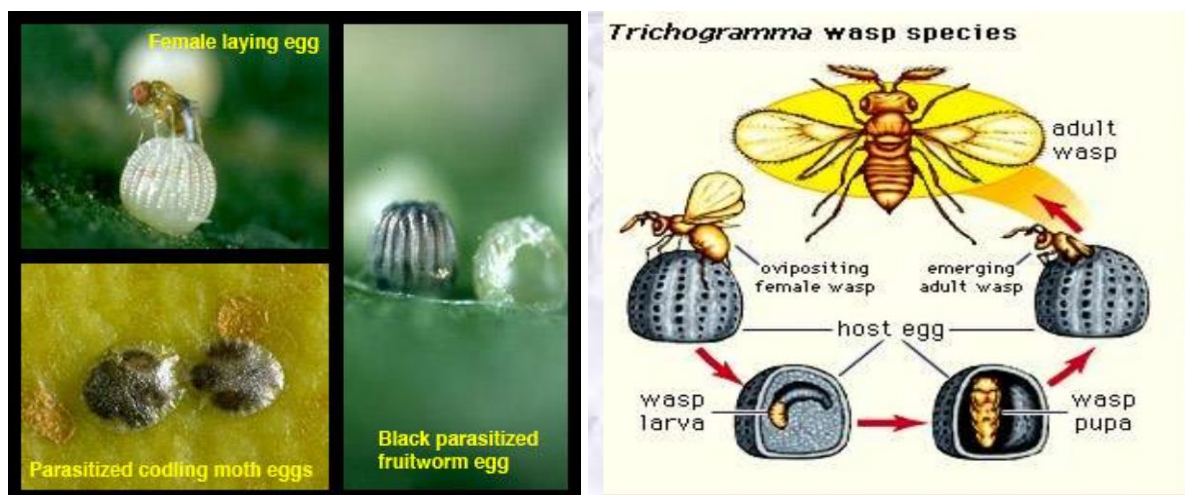 Female laying egg
Parasitized codling moth eggs
Black parasitized
fruitworm egg
Trichogramma wasp species
adult
wasp
ovipositing
female wasp
emerging
adult wasp
host egg
wasp
larva
wasp
pupa